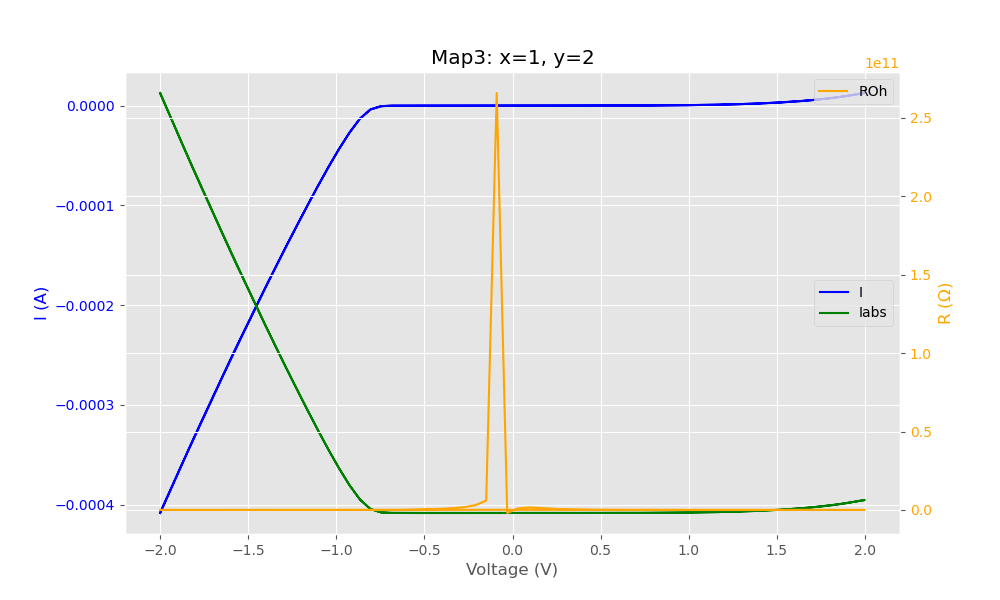 Map3: x=1, y=2
1e11
ROh
I
Iabs
I (A)
0.0000
−0.0001
−0.0002
−0.0003
−0.0004
R (Ω)
2.5
2.0
1.5
1.0
0.5
0.0
−2.0 −1.5 −1.0 −0.5 0.0 0.5 1.0 1.5 2.0
Voltage (V)